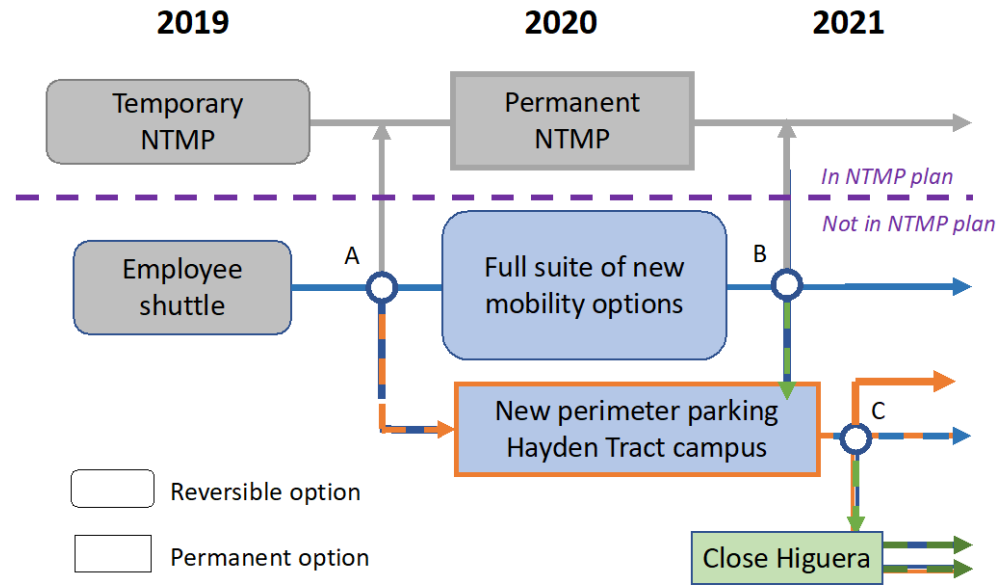 2019 2020 2021
Temporary
NTMP
Permanent
NTMP
In NTMP plan
Not in NTMP plan
A
B
Employee
shuttle
Full suite of new
mobility options
New perimeter parking
Hayden Tract campus
C
Reversible option
Permanent option
Close Higuera